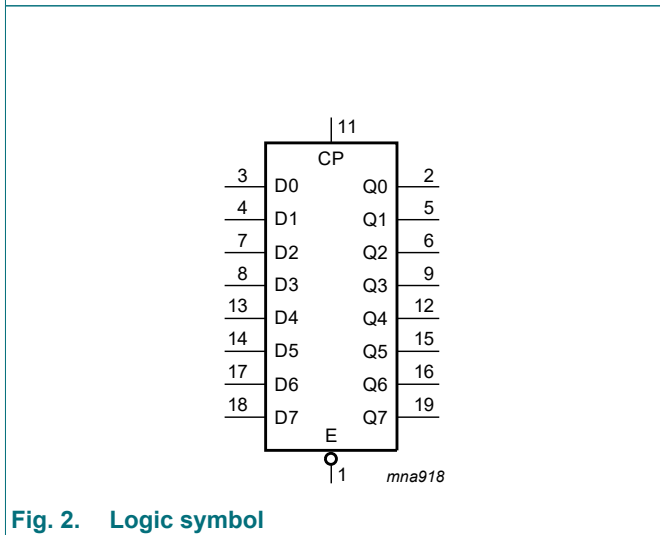 11
CP
3 D0 Q0 2
4 D1 Q1 5
7 D2 Q2 6
8 D3 Q3 9
13 D4 Q4 12
14 D5 Q5 15
17 D6 Q6 16
18 D7 Q7 19
E
1 mna918
Fig. 2. Logic symbol